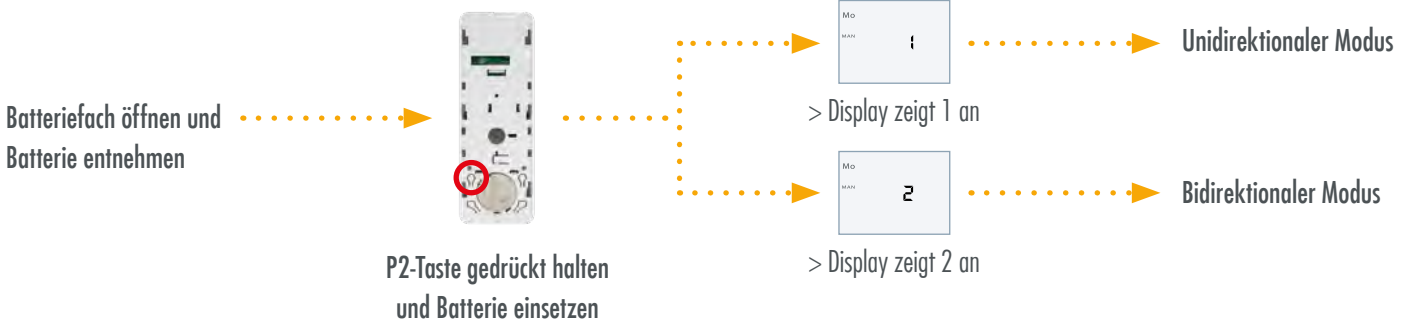 Batteriefach öffnen und
Batterie entnehmen
P2-Taste gedrückt halten
und Batterie einsetzen
Mo
MAN
1
> Display zeigt 1 an
Unidirektionaler Modus
Mo
MAN
2
> Display zeigt 2 an
Bidirektionaler Modus